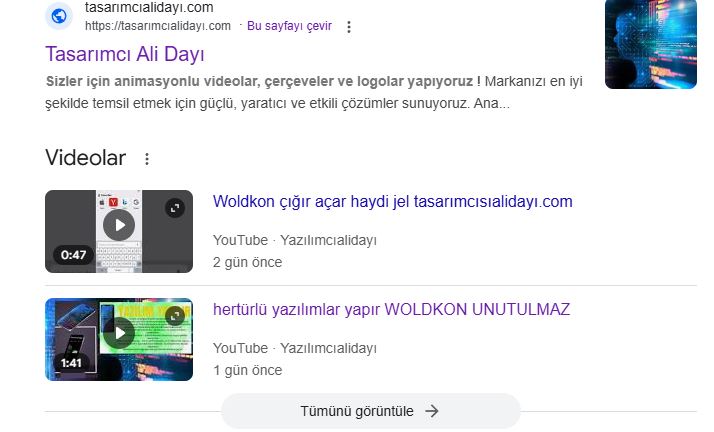 tasarımcıalidayı.com
https://tasarımcıalidayı.com · Bu sayfayı çevir
Tasarımcı Ali Dayı
Sizler için animasyonlu videolar, çerçeveler ve logolar yapıyoruz ! Markanızı en iyi
şekilde temsil etmek için güçlü, yaratıcı ve etkili çözümler sunuyoruz. Ana...
Videolar
Woldkon çığır açar haydi jel tasarımcısıalidayı.com
0:47
YouTube · Yazılımcıalidayı
2 gün önce
hertürlü yazılımlar yapır WOLDKON UNUTULMAZ
1:41
YouTube · Yazılımcıalidayı
1 gün önce
Tümünü görüntüle